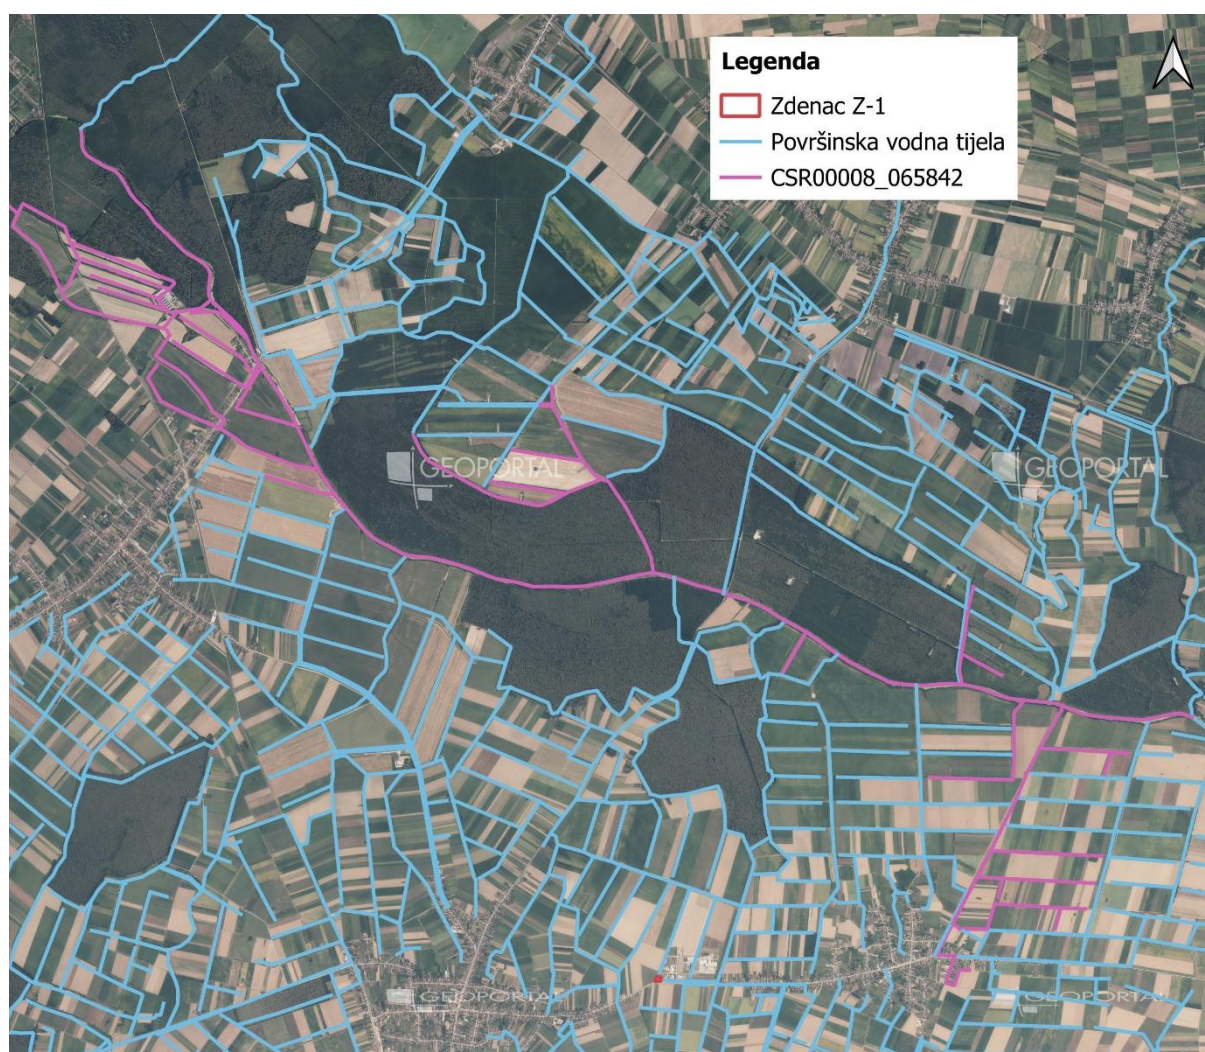 Legenda
Zdenac Z-1
Površinska vodna tijela
CSR00008_065842
GEOPORTAL
GEOPORTAL
GEOPORTAL
GEOPORTAL